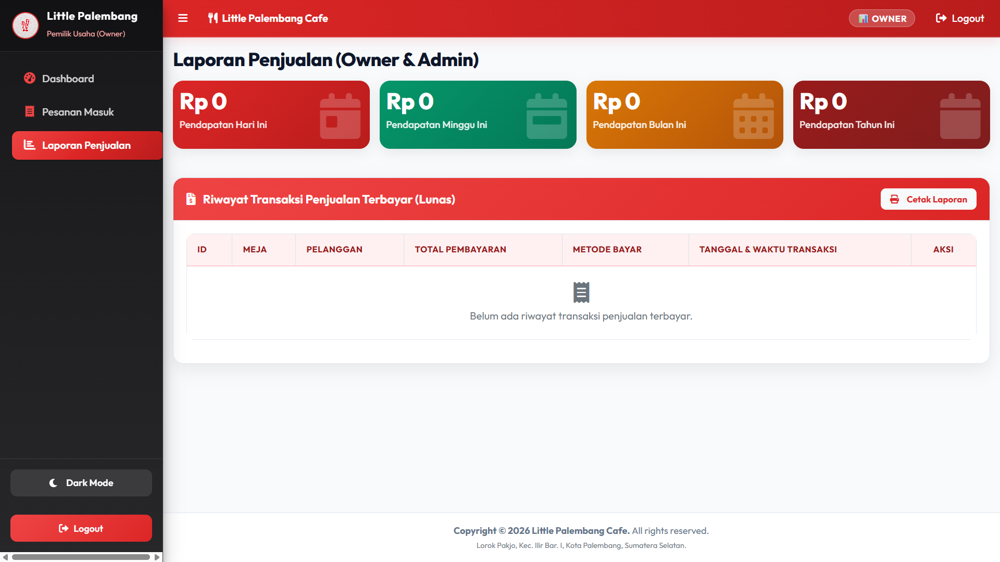 Little Palembang
Pemilik Usaha (Owner)
Dashboard
Pesanan Masuk
Laporan Penjualan
Dark Mode
Logout
Little Palembang Cafe
OWNER
Logout
Laporan Penjualan (Owner & Admin)
Rp 0
Pendapatan Hari Ini
Rp 0
Pendapatan Minggu Ini
Rp 0
Pendapatan Bulan Ini
Rp 0
Pendapatan Tahun Ini
Riwayat Transaksi Penjualan Terbayar (Lunas)
Cetak Laporan
ID MEJA PELANGGAN TOTAL PEMBAYARAN METODE BAYAR TANGGAL & WAKTU TRANSAKSI AKSI
Belum ada riwayat transaksi penjualan terbayar.
Copyright © 2026 Little Palembang Cafe. All rights reserved.
Lorok Pakjo, Kec. Ilir Bar. I, Kota Palembang, Sumatera Selatan.